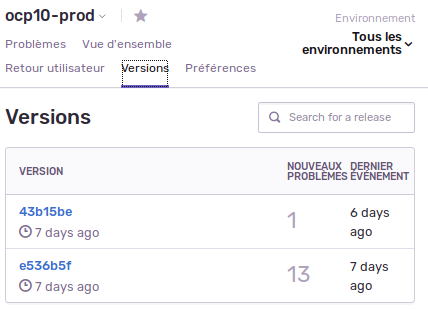 ocp10-prod
Environnement
Tous les
environnements
Problèmes Vue d'ensemble
Retour utilisateur Versions Préférences
Versions
Search for a release
VERSION
NOUVEAUX
PROBLÈMES
DERNIER
ÉVÉNEMENT
43b15be
7 days ago
1
6 days
ago
e536b5f
7 days ago
13
7 days
ago